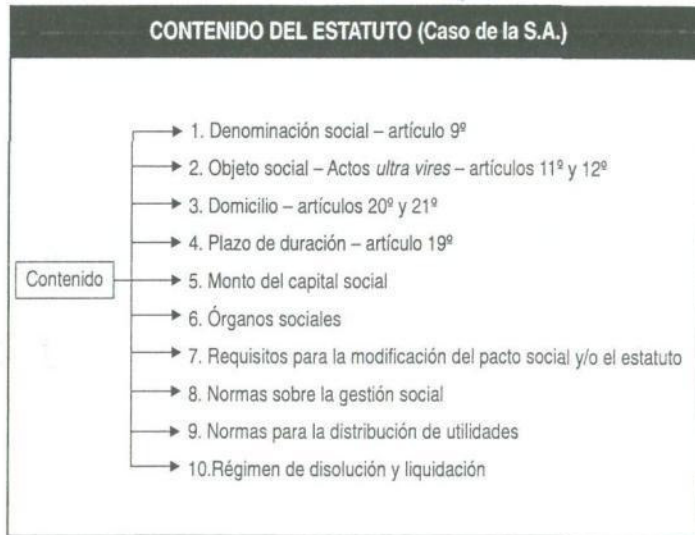 CONTENIDO DEL ESTATUTO (Caso de la S.A.)
1. Denominación social – artículo 9º
2. Objeto social – Actos ultra vires – artículos 11º y 12º
3. Domicilio – artículos 20º y 21º
4. Plazo de duración – artículo 19º
Contenido
5. Monto del capital social
6. Órganos sociales
7. Requisitos para la modificación del pacto social y/o el estatuto
8. Normas sobre la gestión social
9. Normas para la distribución de utilidades
10.Régimen de disolución y liquidación